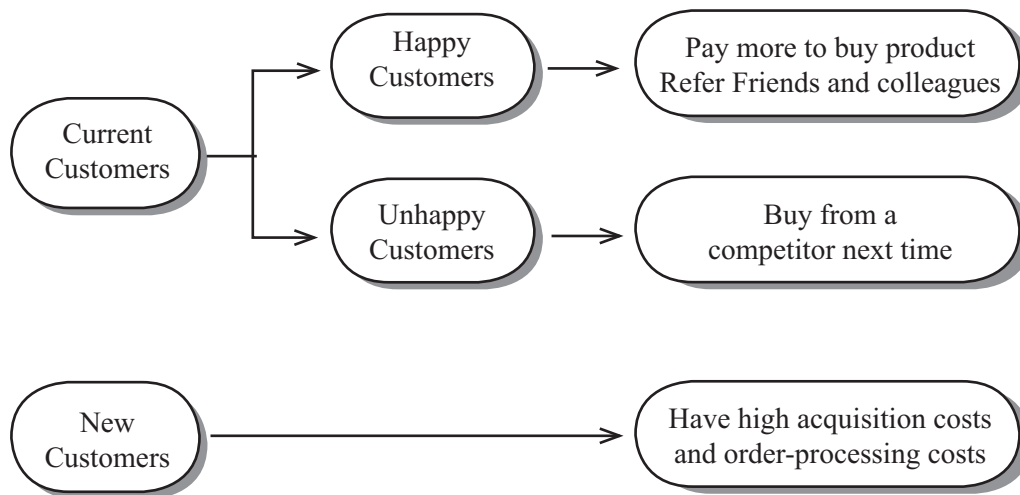 Happy
Customers
Pay more to buy product
Refer Friends and colleagues
Current
Customers
Unhappy
Customers
Buy from a
competitor next time
New
Customers
Have high acquisition costs
and order-processing costs